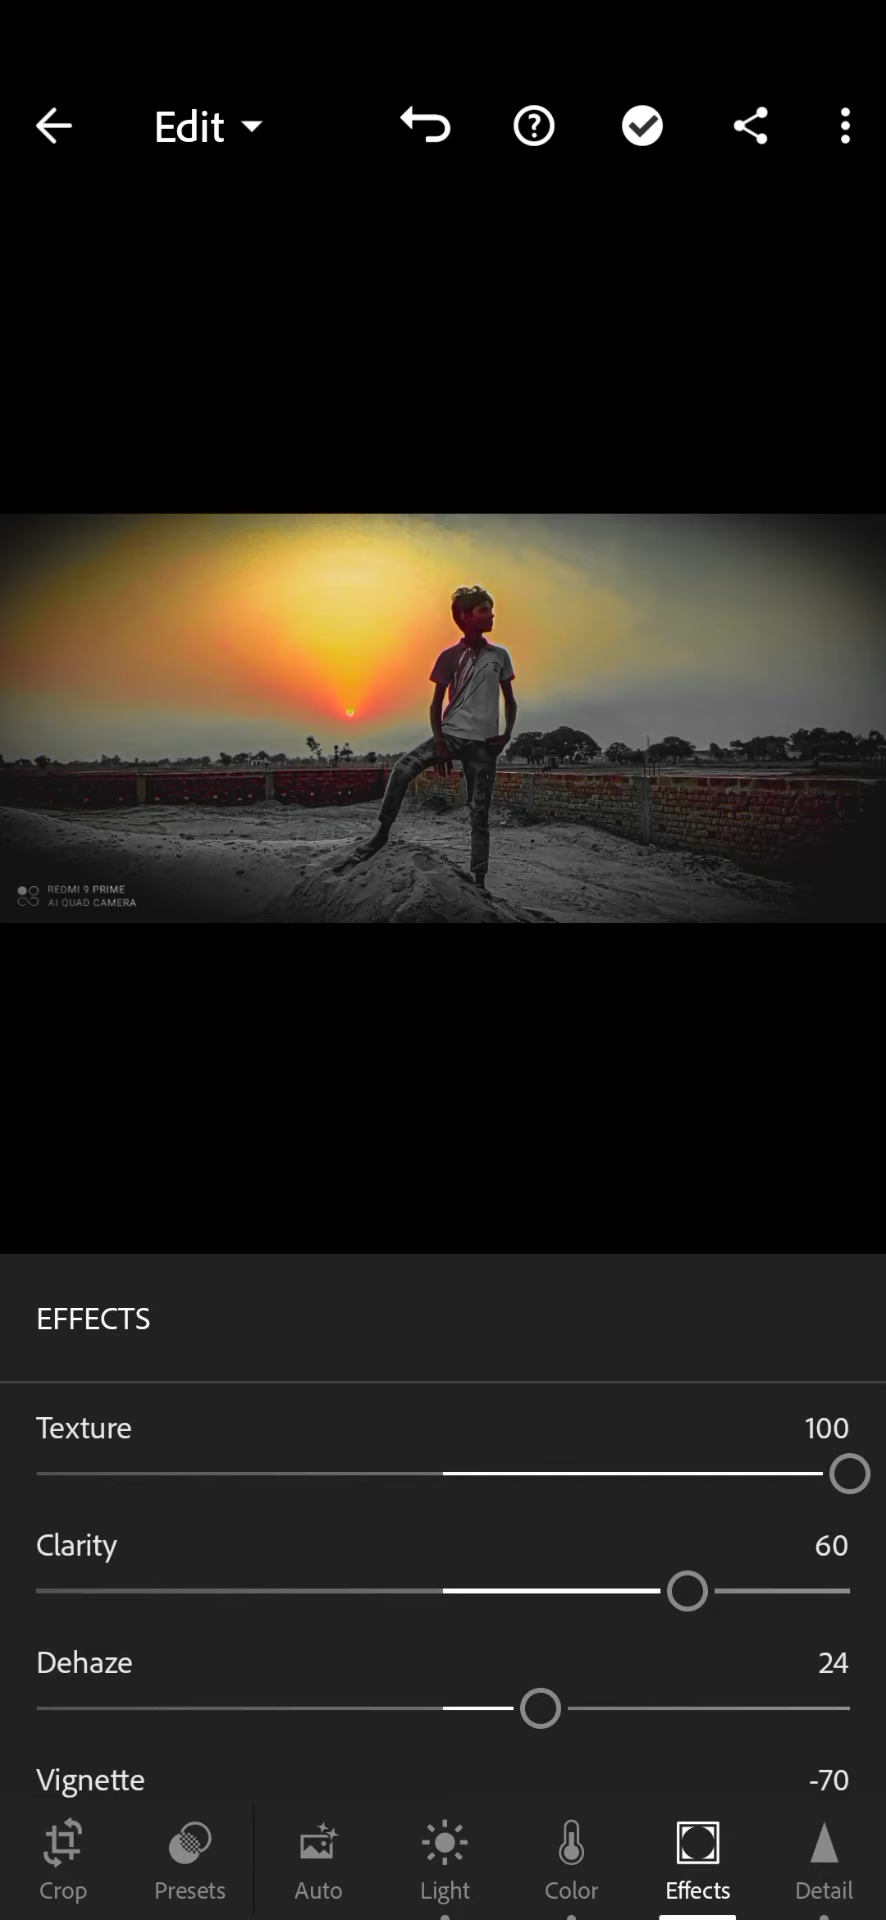 Edit
REDMI 9 PRIME
AI QUAD CAMERA
EFFECTS
Texture 100
Clarity 60
Dehaze 24
Vignette -70
Crop Presets Auto Light Color Effects Detail